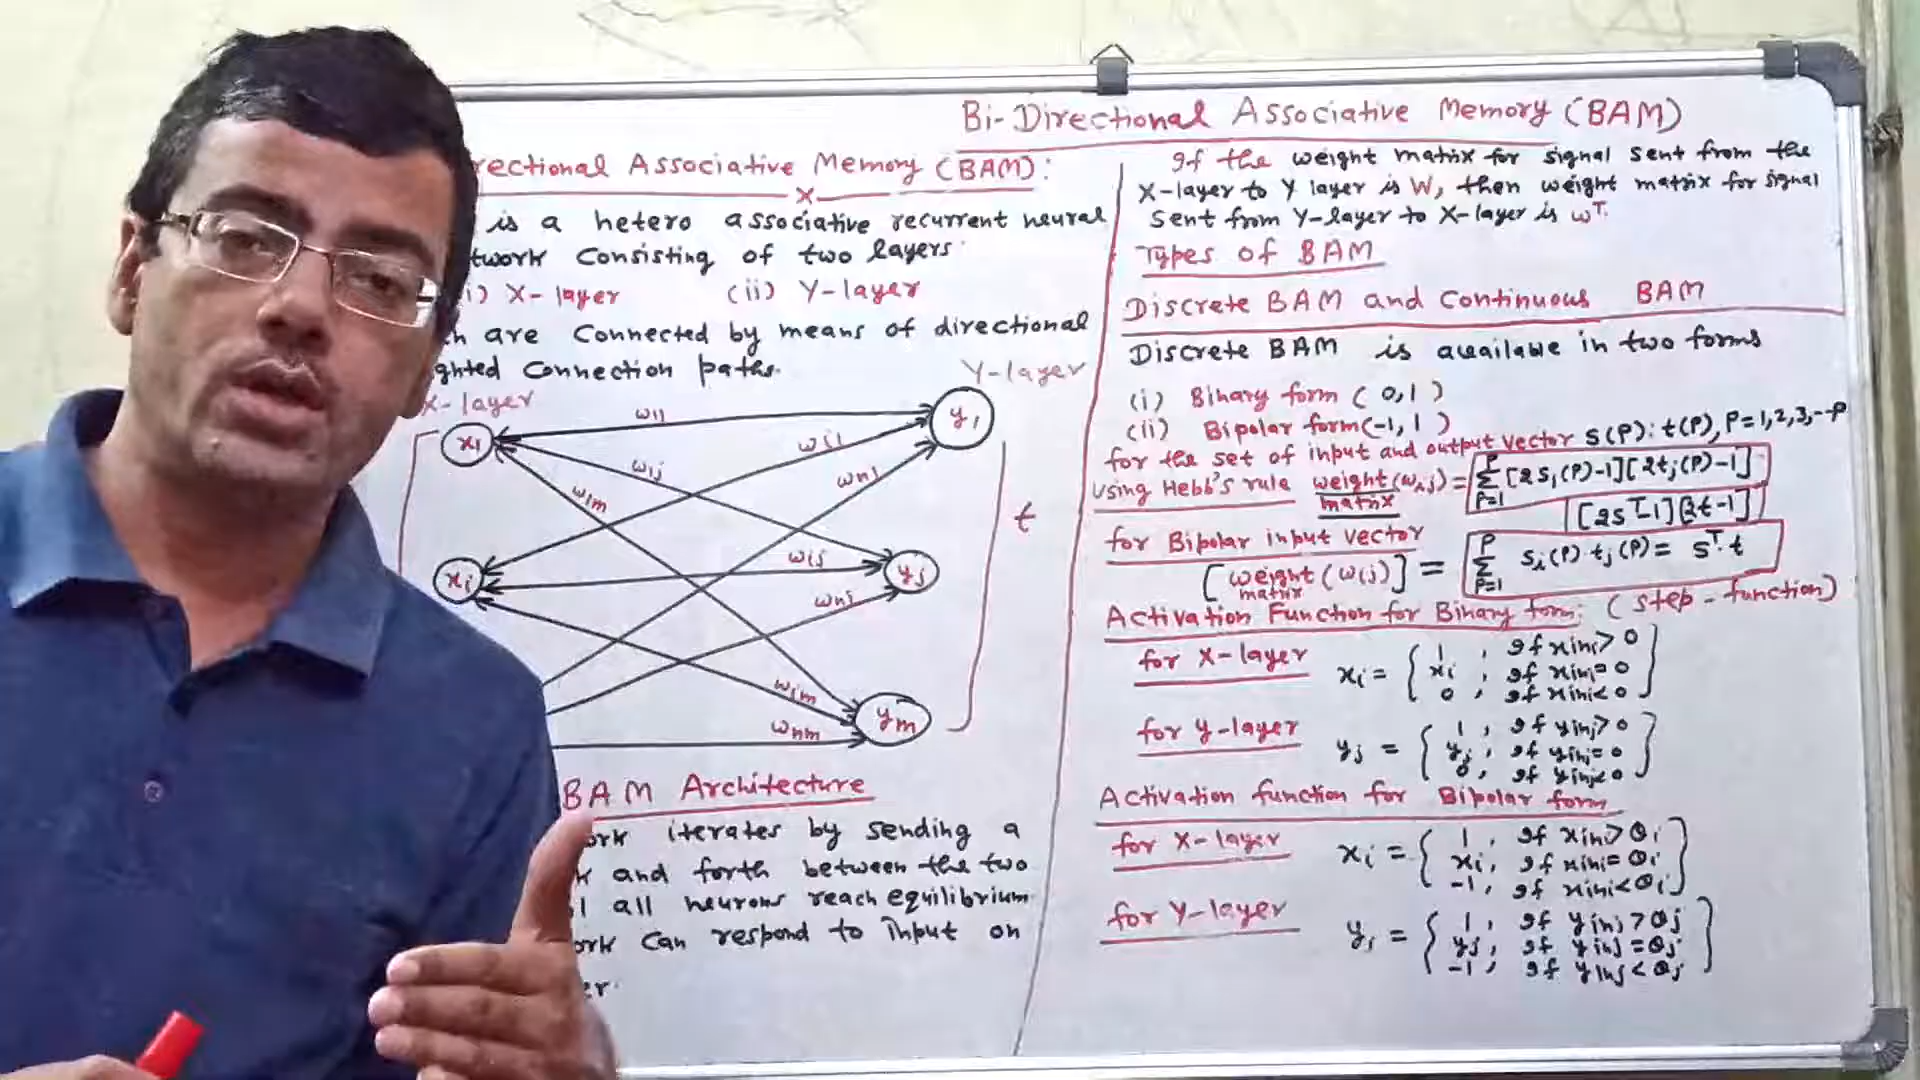 Bi-Directional Associative Memory (BAM)
rectional Associative Memory (BAM):
X
is a hetero associative recurrent neural
twork consisting of two layers.
i) X-layer (ii) Y-layer
h are connected by means of directional
ghted connection paths.
X-layer Y-layer
x1 w11 y1
wi1
w1j
wn1
w1m
t
xi wij yj
wnj
wim
ym
wnm
BAM Architecture
ork iterates by sending a
k and forth between the two
l all neurons reach equilibrium
ork can respond to input on
er.
If the weight matrix for signal sent from the
X-layer to Y layer is W, then weight matrix for signal
sent from Y-layer to X-layer is wT.
Types of BAM
Discrete BAM and continuous BAM
Discrete BAM is available in two forms
(i) Binary form (0,1)
(ii) Bipolar form (-1, 1)
for the set of input and output vector s(P): t(P), P=1,2,3,--P
using Hebb's rule weight (wij) = P Σ P=1 [2si(P)-1][2tj(P)-1]
matrix
[2sT-1][2t-1]
for Bipolar input vector
[weight (wij)] = P Σ P=1 si(P) tj(P) = sT.t
matrix
Activation Function for Binary form: (step-function)
for X-layer xi = { 1, If xini > 0
xi, If xini = 0
0, If xini < 0 }
for y-layer yj = { 1, If yinj > 0
yj, If yinj = 0
0, If yinj < 0 }
Activation function for Bipolar form
for X-layer xi = { 1, If xini > θi
xi, If xini = θi
-1, If xini < θi }
for Y-layer yj = { 1, If yinj > θj
yj, If yinj = θj
-1, If yinj < θj }